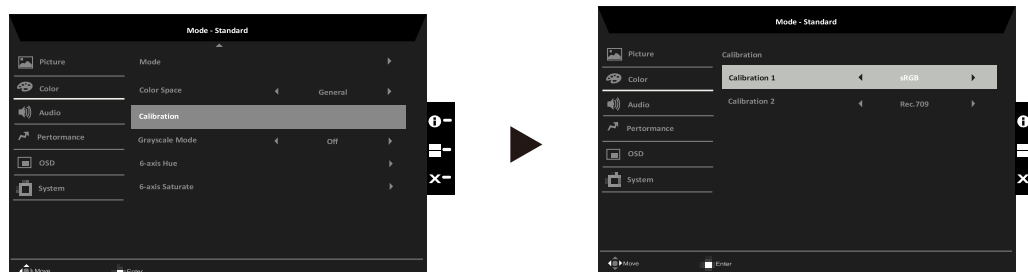 Mode - Standard
Picture
Mode
Color
Color Space General
Audio
Calibration
Pertormance
Grayscale Mode Off
OSD
6-axis Hue
System
6-axis Saturate
Move Enter
Mode - Standard
Picture
Calibration
Color
Calibration 1 sRGB
Audio
Calibration 2 Rec.709
Pertormance
OSD
System
Move Enter